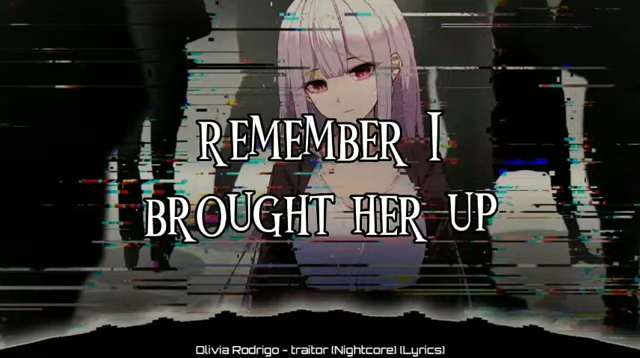 REMEMBER I
BROUGHT HER UP
Olivia Rodrigo - traitor [Nightcore] [Lyrics]